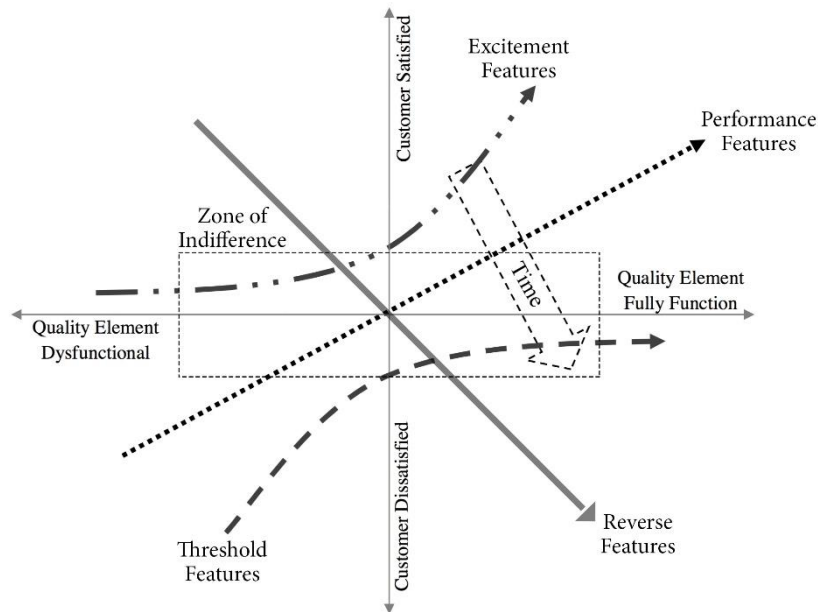 Excitement
Features
Customer Satisfied
Performance
Features
Zone of
Indifference
Time
Quality Element
Fully Function
Quality Element
Dysfunctional
Customer Dissatisfied
Threshold
Features
Reverse
Features